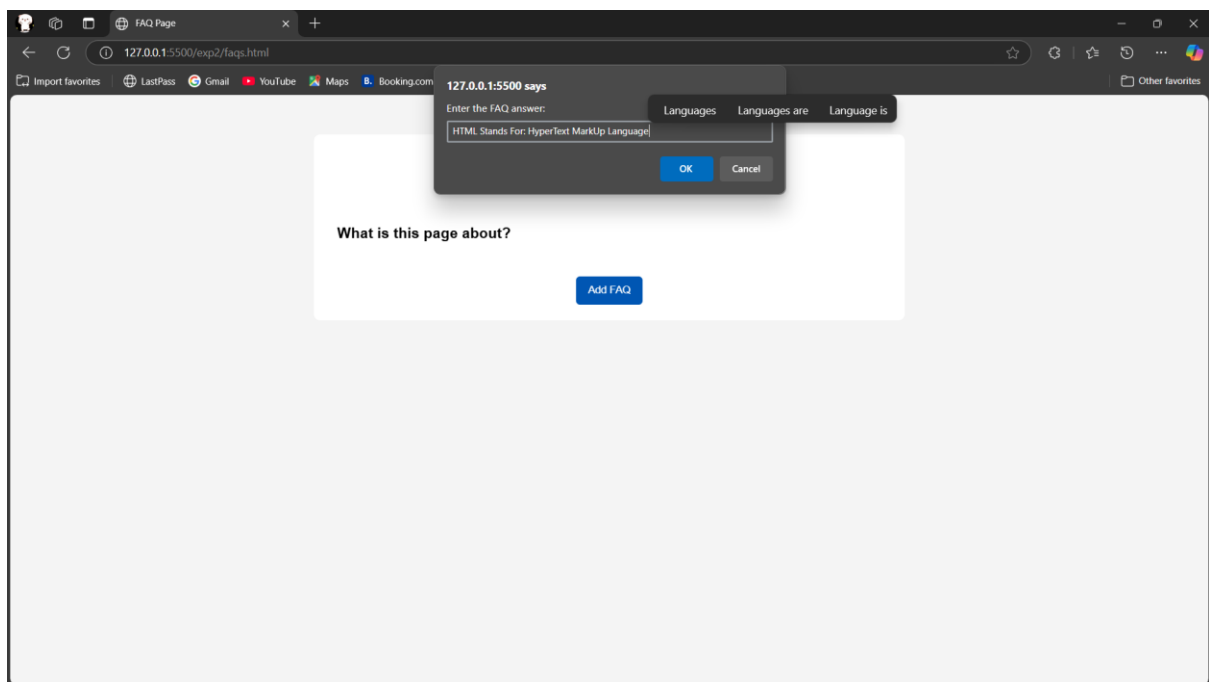 FAQ Page
127.0.0.1:5500/exp2/faqs.html
Import favorites LastPass Gmail YouTube Maps B. Booking.com Other favorites
127.0.0.1:5500 says
Enter the FAQ answer:
Languages Languages are Language is
HTML Stands For: HyperText MarkUp Language
OK Cancel
What is this page about?
Add FAQ